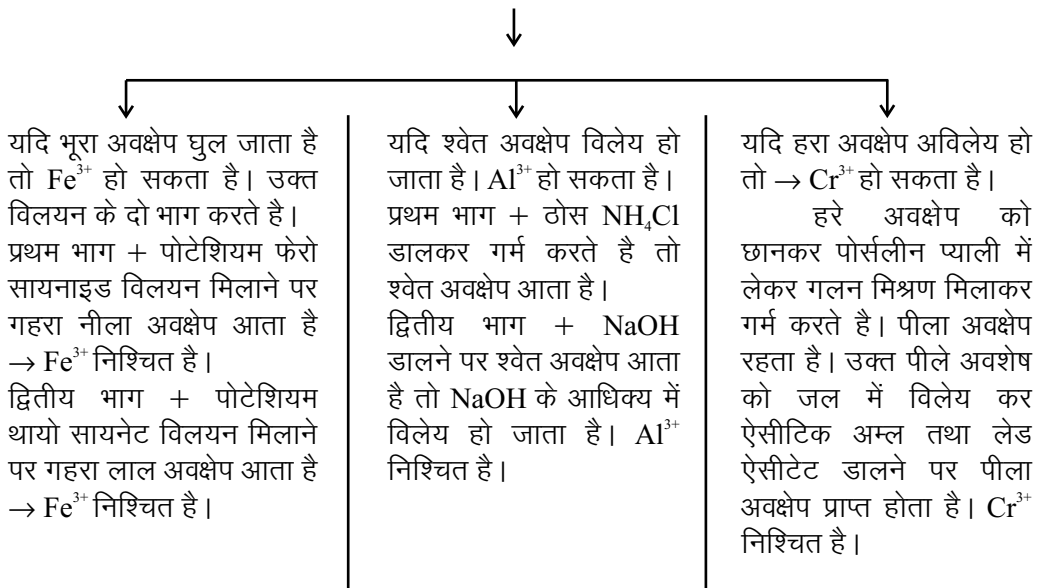 यदि भूरा अवक्षेप घुल जाता है
तो Fe³⁺ हो सकता है। उक्त
विलयन के दो भाग करते है।
प्रथम भाग + पोटेशियम फेरो
सायनाइड विलयन मिलाने पर
गहरा नीला अवक्षेप आता है
→ Fe³⁺ निश्चित है।
द्वितीय भाग + पोटेशियम
थायो सायनेट विलयन मिलाने
पर गहरा लाल अवक्षेप आता है
→ Fe³⁺ निश्चित है।
यदि श्वेत अवक्षेप विलेय हो
जाता है। Al³⁺ हो सकता है।
प्रथम भाग + ठोस NH₄Cl
डालकर गर्म करते है तो
श्वेत अवक्षेप आता है।
द्वितीय भाग + NaOH
डालने पर श्वेत अवक्षेप आता
है तो NaOH के आधिक्य में
विलेय हो जाता है। Al³⁺
निश्चित है।
यदि हरा अवक्षेप अविलेय हो
तो → Cr³⁺ हो सकता है।
हरे अवक्षेप को
छानकर पोर्सलीन प्याली में
लेकर गलन मिश्रण मिलाकर
गर्म करते है। पीला अवक्षेप
रहता है। उक्त पीले अवशेष
को जल में विलेय कर
ऐसीटिक अम्ल तथा लेड
ऐसीटेट डालने पर पीला
अवक्षेप प्राप्त होता है। Cr³⁺
निश्चित है।